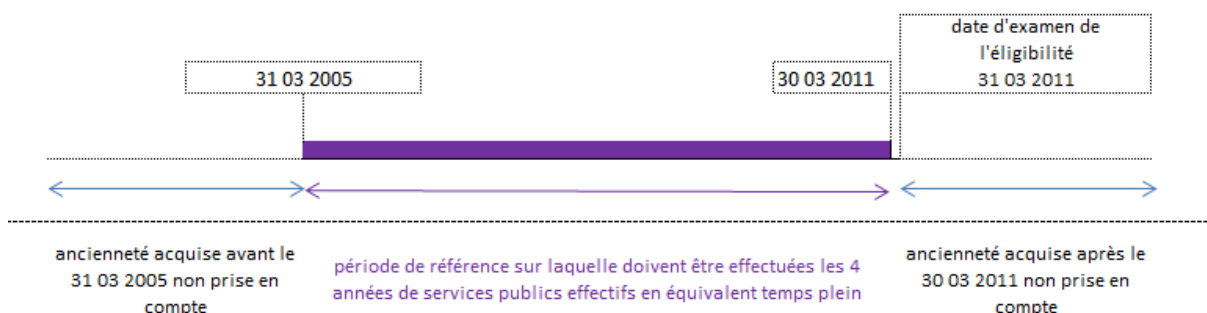 date d'examen de
l'éligibilité
31 03 2005
30 03 2011
31 03 2011
ancienneté acquise avant le
31 03 2005 non prise en
compte
période de référence sur laquelle doivent être effectuées les 4
années de services publics effectifs en équivalent temps plein
ancienneté acquise après le
30 03 2011 non prise en
compte